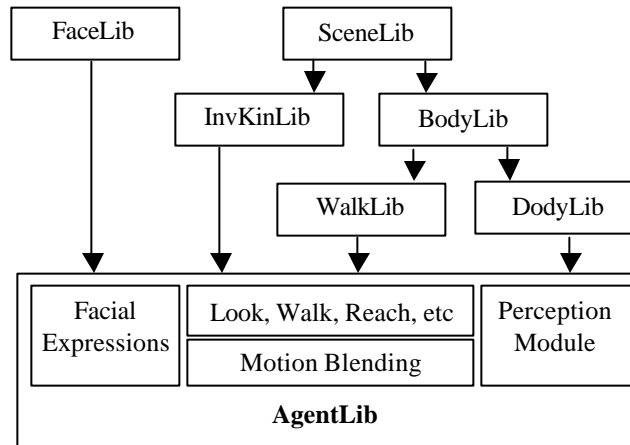 FaceLib
SceneLib
InvKinLib
BodyLib
WalkLib
DodyLib
Facial
Expressions
Look, Walk, Reach, etc
Motion Blending
Perception
Module
AgentLib